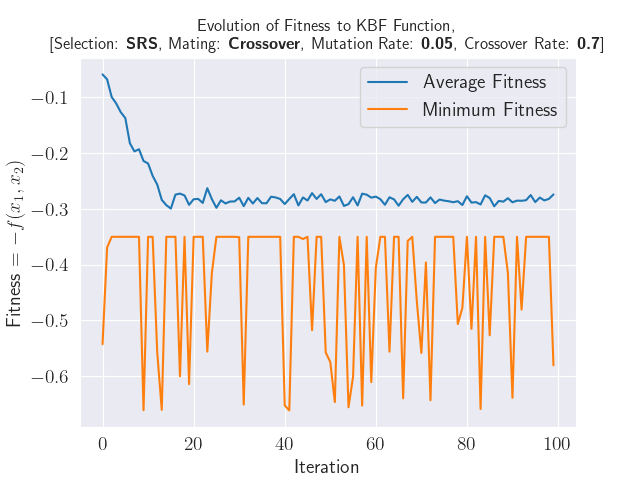 Evolution of Fitness to KBF Function,
[Selection: SRS, Mating: Crossover, Mutation Rate: 0.05, Crossover Rate: 0.7]
Average Fitness
Minimum Fitness
−0.1
−0.2
−0.3
−0.4
−0.5
−0.6
Fitness = −f(x₁, x₂)
0 20 40 60 80 100
Iteration